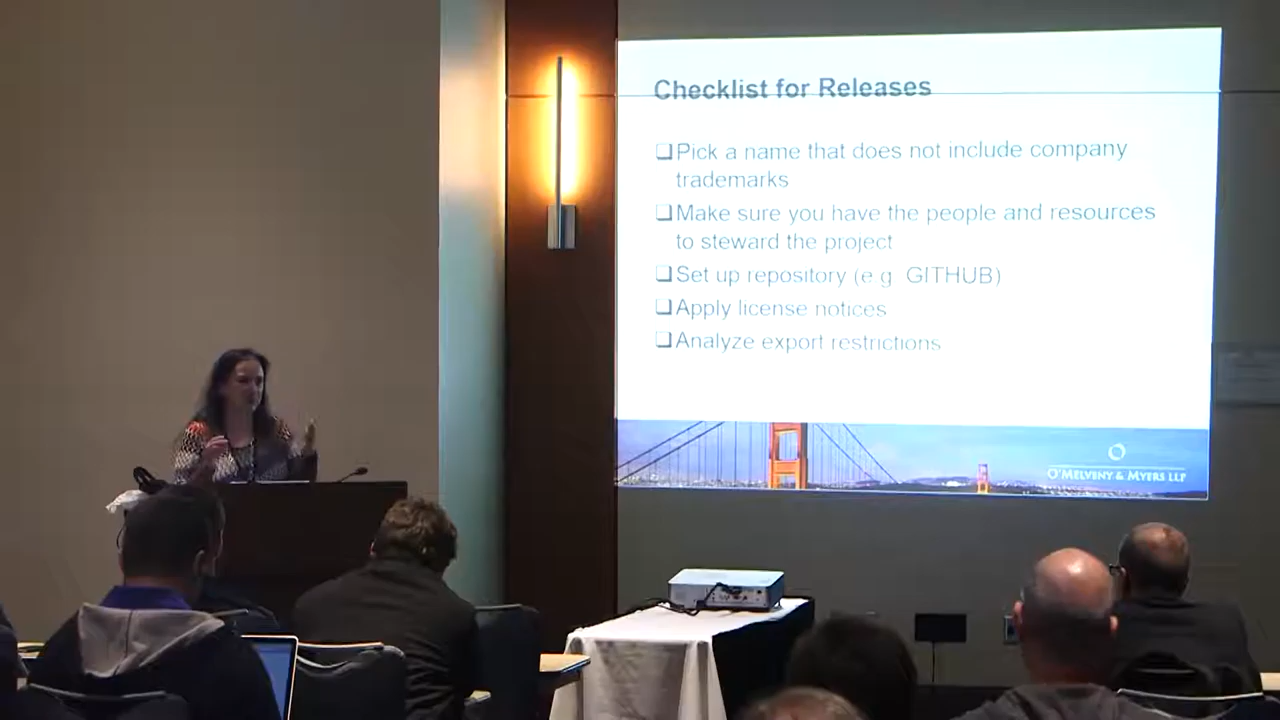 Checklist for Releases
❑Pick a name that does not include company
trademarks
❑Make sure you have the people and resources
to steward the project
❑Set up repository (e.g. GITHUB)
❑Apply license notices
❑Analyze export restrictions
O'MELVENY & MYERS LLP